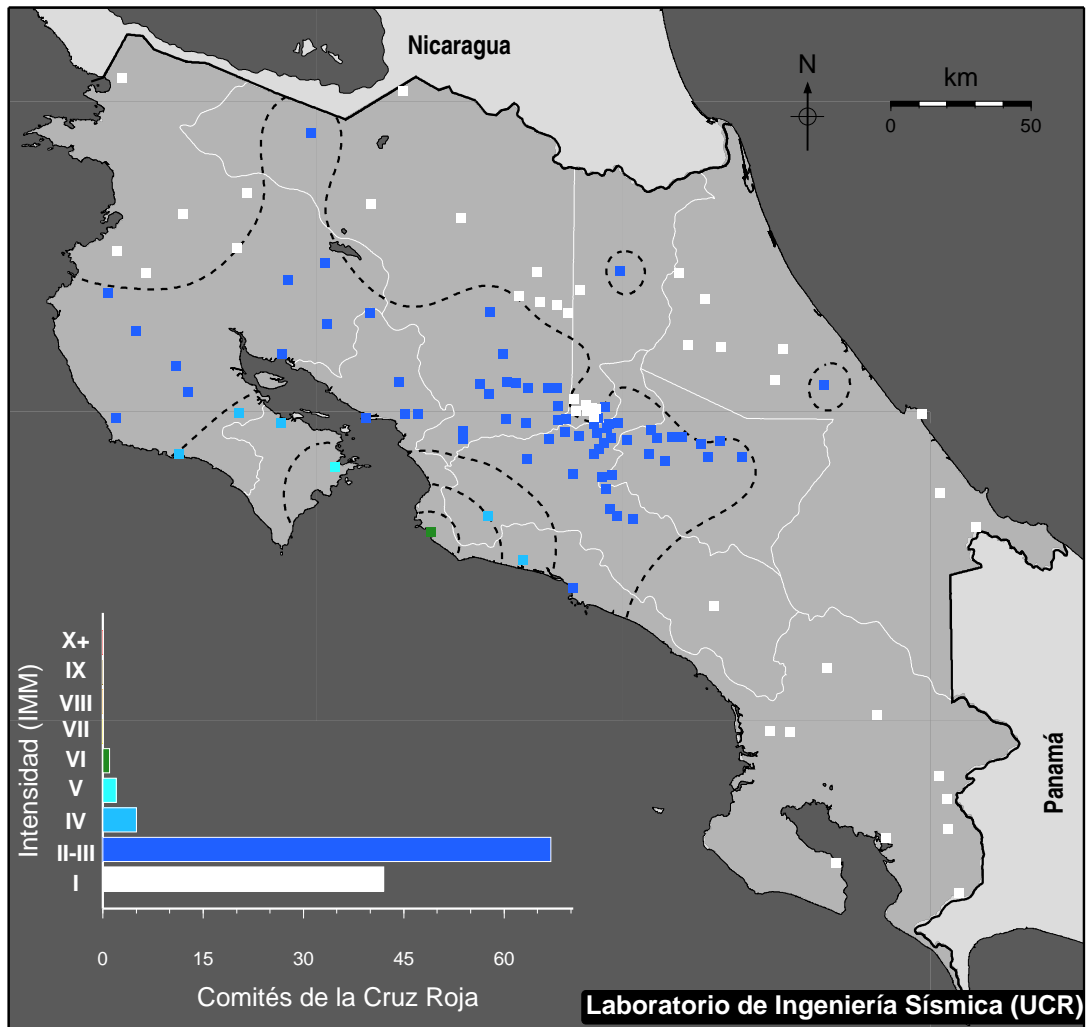 Nicaragua
N
km
0 50
Panamá
Intensidad (IMM)
X+
IX
VIII
VII
VI
V
IV
II-III
I
0 15 30 45 60
Comités de la Cruz Roja
Laboratorio de Ingeniería Sísmica (UCR)